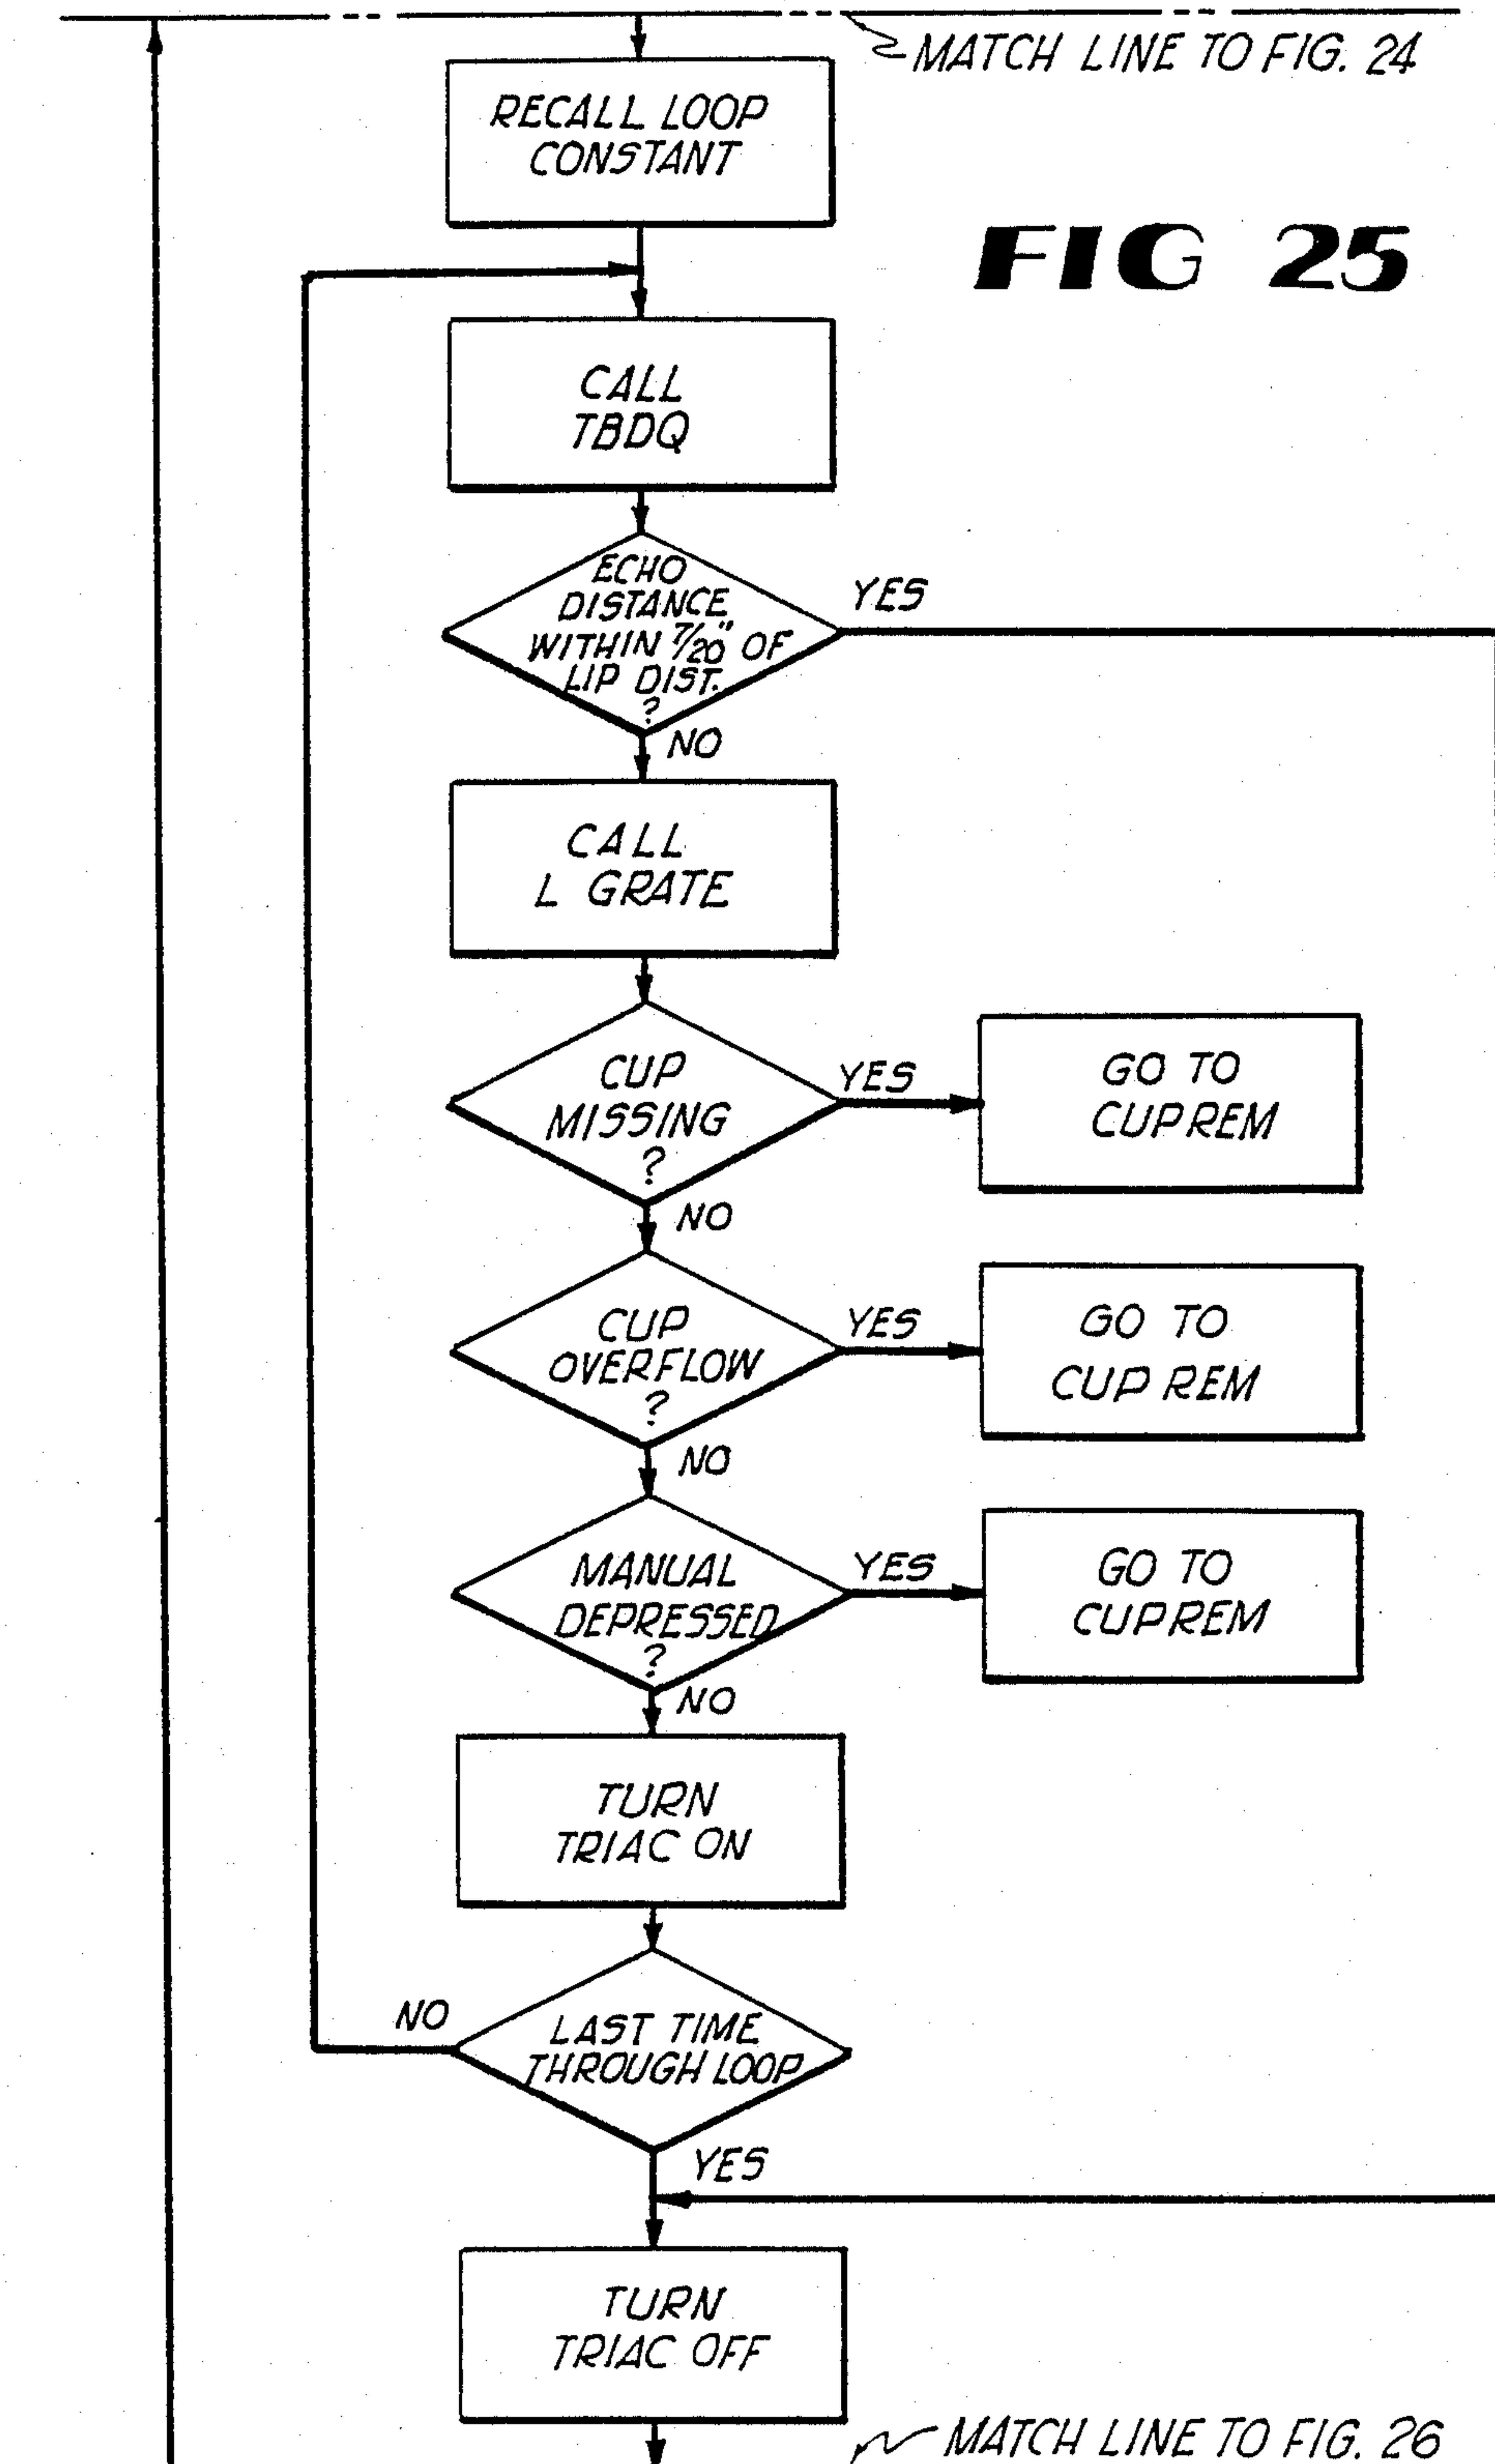 MATCH LINE TO FIG. 24
RECALL LOOP
CONSTANT
FIG 25
CALL
TBDQ
ECHO
DISTANCE
WITHIN 7/20" OF
LIP DIST.
?
YES
NO
CALL
L GRATE
CUP
MISSING
?
YES
GO TO
CUPREM
NO
CUP
OVERFLOW
?
YES
GO TO
CUP REM
NO
MANUAL
DEPRESSED
?
YES
GO TO
CUPREM
NO
TURN
TRIAC ON
NO
LAST TIME
THROUGH LOOP
YES
TURN
TRIAC OFF
MATCH LINE TO FIG. 26